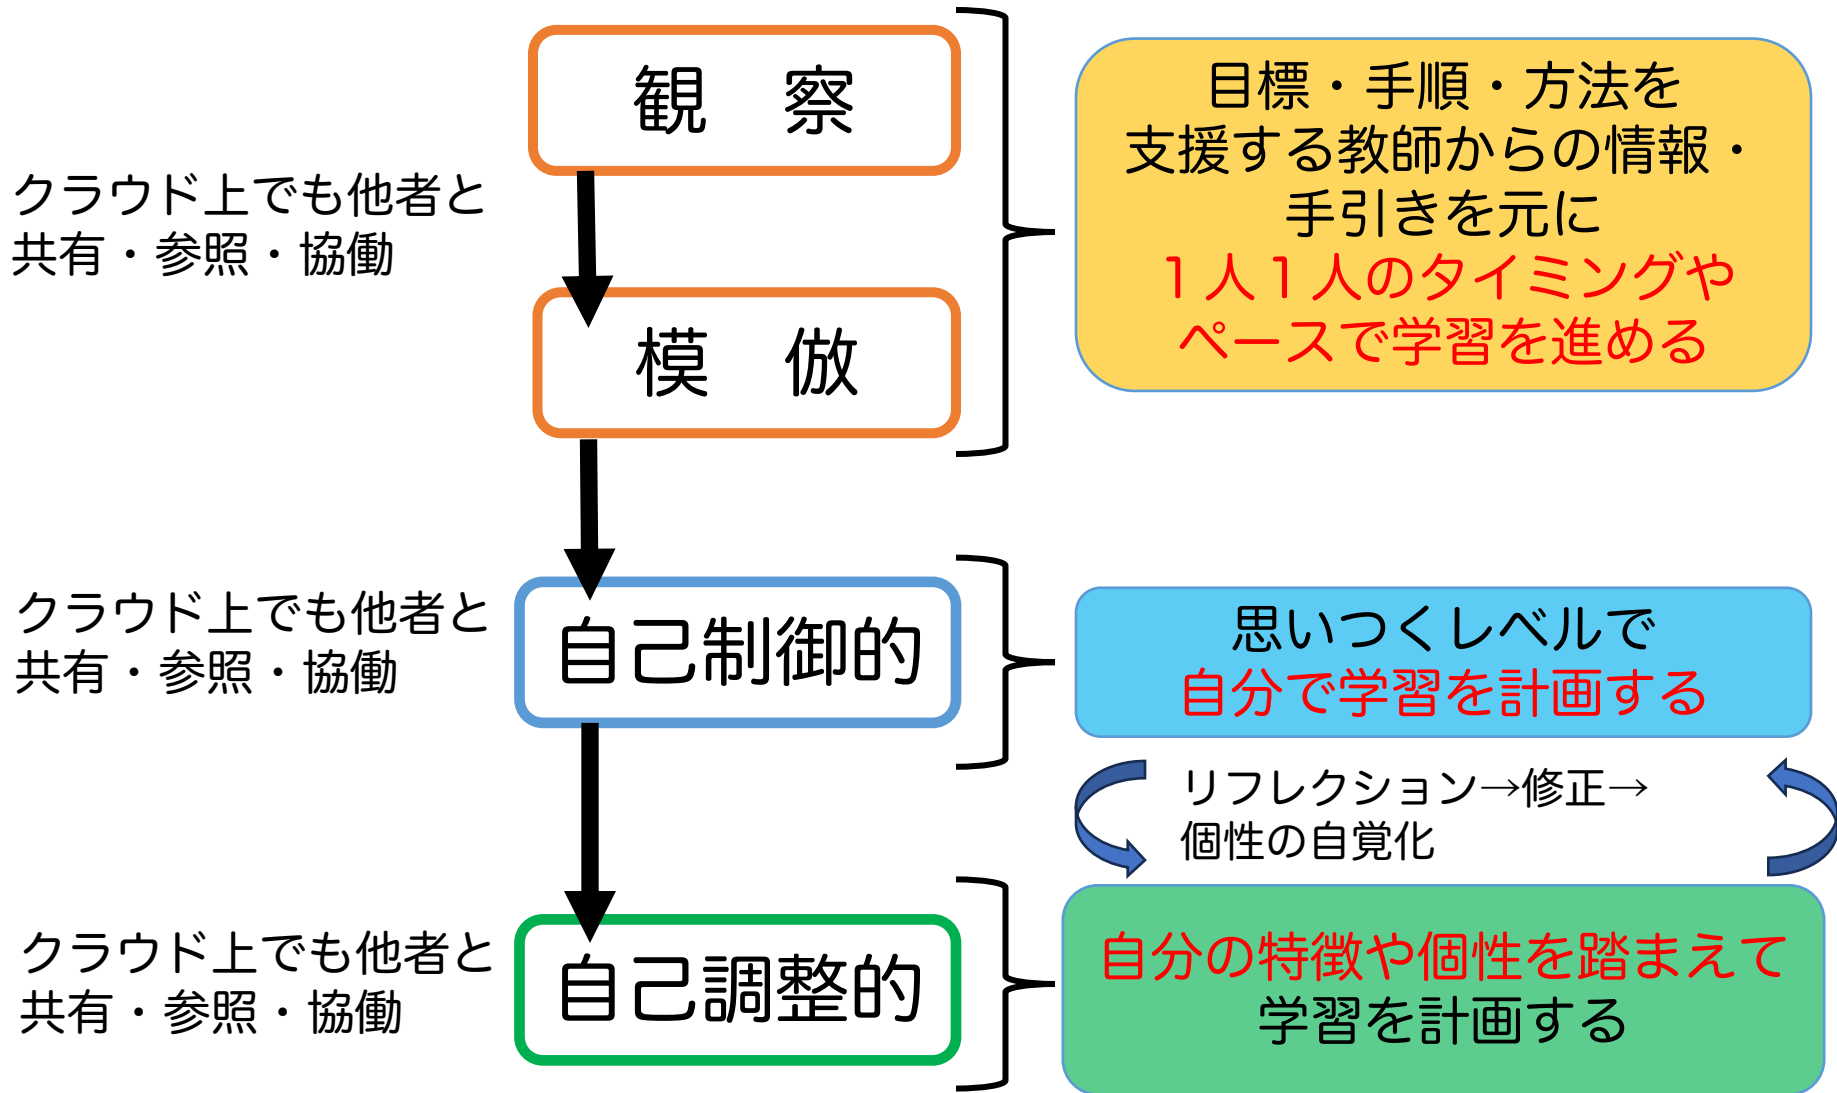 観　察
目標・手順・方法を
支援する教師からの情報・
手引きを元に
１人１人のタイミングや
ペースで学習を進める
クラウド上でも他者と
共有・参照・協働
模　倣
クラウド上でも他者と
共有・参照・協働
自己制御的
思いつくレベルで
自分で学習を計画する
リフレクション→修正→
個性の自覚化
クラウド上でも他者と
共有・参照・協働
自己調整的
自分の特徴や個性を踏まえて
学習を計画する